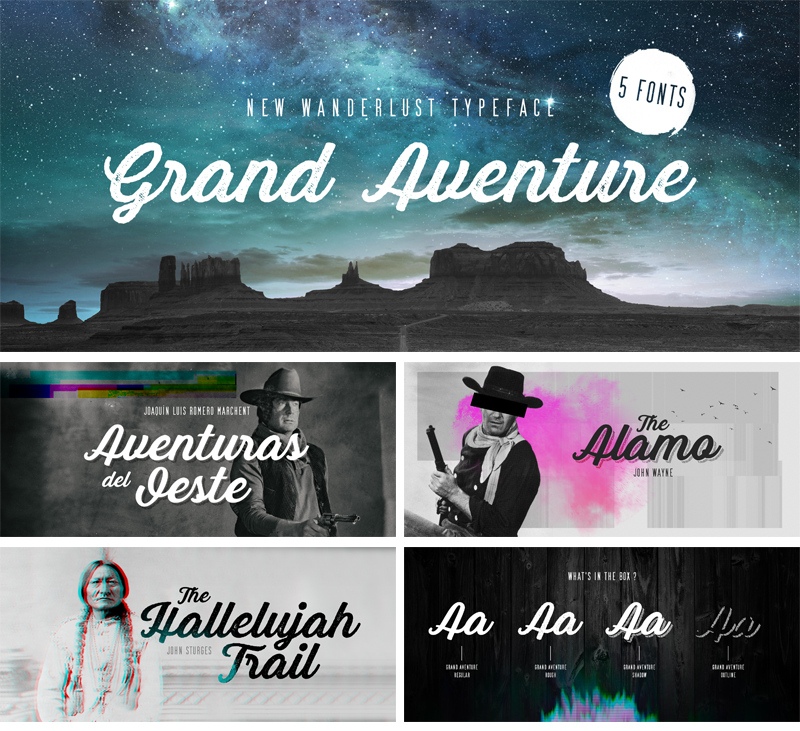 5 FONTS
NEW WANDERLUST TYPEFACE
Grand Aventure
JOAQUÍN LUIS ROMERO MARCHENT
Aventuras
del Oeste
The
Alamo
JOHN WAYNE
The
Hallelujah
JOHN STURGES
Trail
WHAT'S IN THE BOX ?
Aa Aa Aa Aa
GRAND AVENTURE GRAND AVENTURE GRAND AVENTURE GRAND AVENTURE
REGULAR ROUGH SHADOW OUTLINE